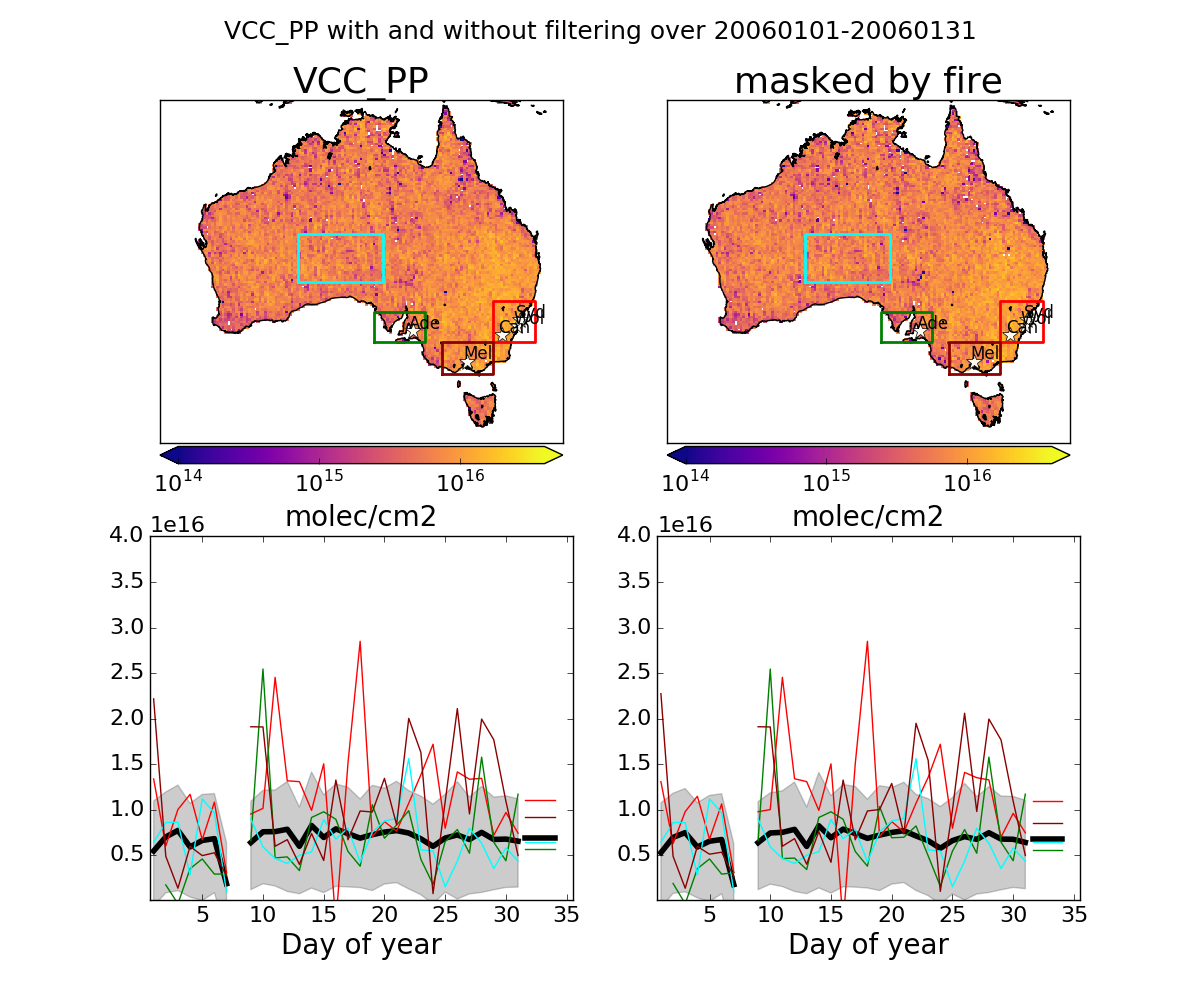 VCC_PP with and without filtering over 20060101-20060131
VCC_PP
masked by fire
Ade
Mel
Can
Wol
Syd
Ade
Mel
Can
Wol
Syd
10^14 10^15 10^16
10^14 10^15 10^16
molec/cm2
molec/cm2
1e16
4.0
3.5
3.0
2.5
2.0
1.5
1.0
0.5
5 10 15 20 25 30 35
Day of year
1e16
4.0
3.5
3.0
2.5
2.0
1.5
1.0
0.5
5 10 15 20 25 30 35
Day of year